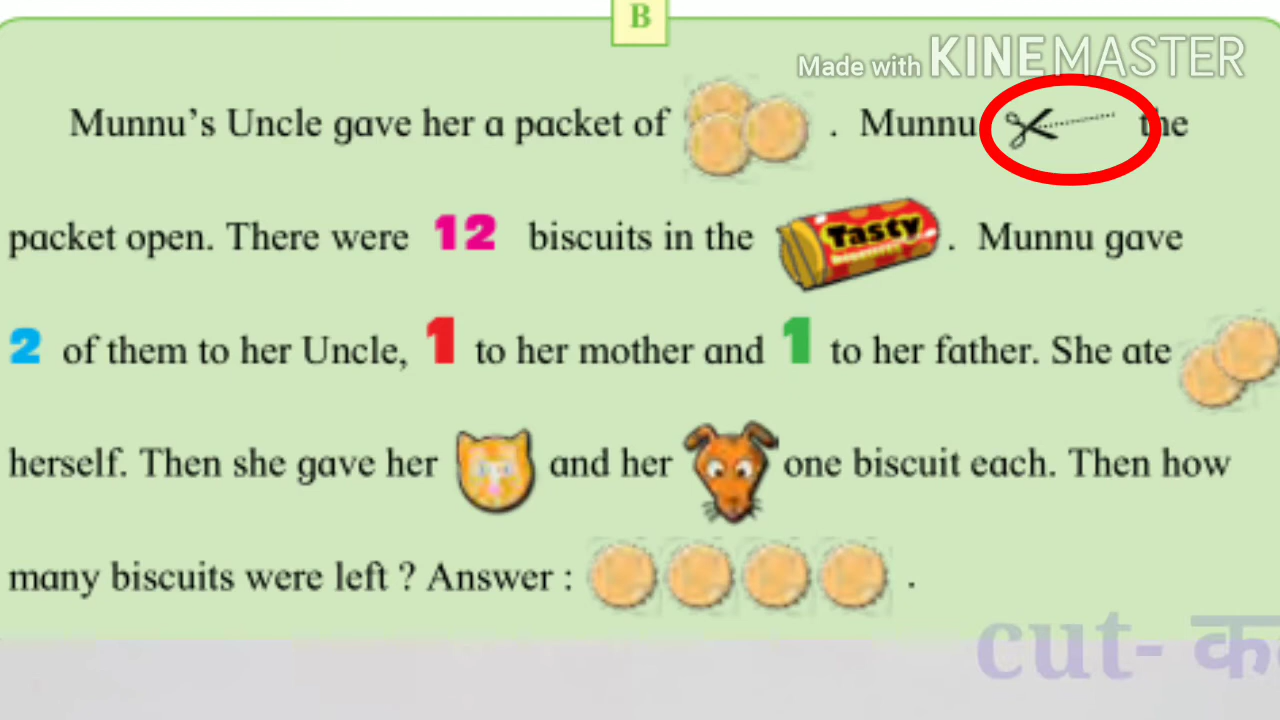 B
Made with KINEMASTER
Munnu's Uncle gave her a packet of . Munnu the
packet open. There were 12 biscuits in the Tasty . Munnu gave
2 of them to her Uncle, 1 to her mother and 1 to her father. She ate
herself. Then she gave her and her one biscuit each. Then how
many biscuits were left ? Answer : .
cut-